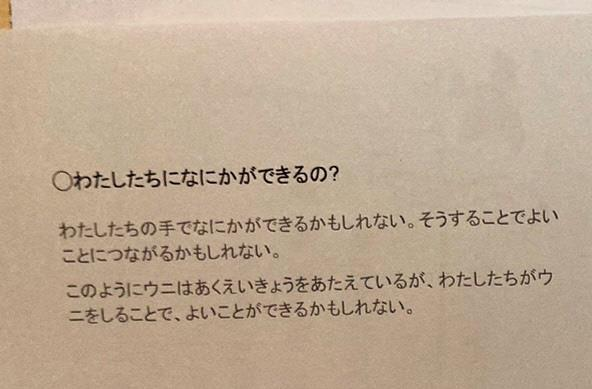 ○わたしたちになにかができるの?
わたしたちの手でなにかができるかもしれない。そうすることでよい
ことにつながるかもしれない。
このようにウニはあくえいきょうをあたえているが、わたしたちがウ
ニをしることで、よいことができるかもしれない。